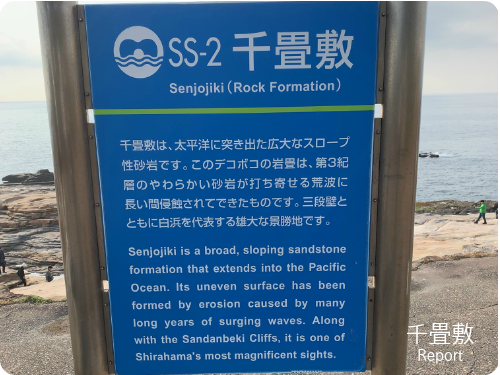 SS-2 千畳敷
Senjojiki (Rock Formation)
千畳敷は、太平洋に突き出た広大なスロープ
性砂岩です。このデコボコの岩畳は、第3紀
層のやわらかい砂岩が打ち寄せる荒波に
長い間侵蝕されてできたものです。三段壁と
ともに白浜を代表する雄大な景勝地です。
Senjojiki is a broad, sloping sandstone
formation that extends into the Pacific
Ocean. Its uneven surface has been
formed by erosion caused by many
long years of surging waves. Along
with the Sandanbeki Cliffs, it is one of
Shirahama's most magnificent sights.
千畳敷
Report